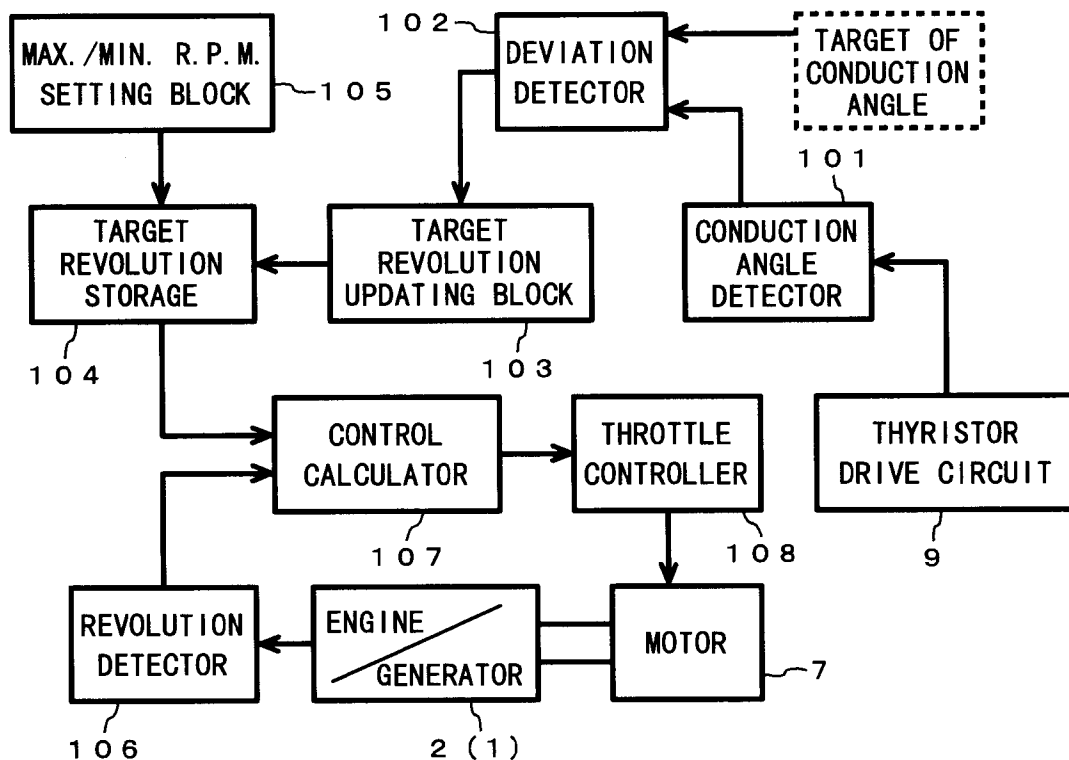 MAX./MIN. R.P.M.
SETTING BLOCK
105
102
DEVIATION
DETECTOR
TARGET OF
CONDUCTION
ANGLE
101
TARGET
REVOLUTION
STORAGE
104
TARGET
REVOLUTION
UPDATING BLOCK
103
CONDUCTION
ANGLE
DETECTOR
CONTROL
CALCULATOR
107
THROTTLE
CONTROLLER
108
THYRISTOR
DRIVE CIRCUIT
9
REVOLUTION
DETECTOR
106
ENGINE
GENERATOR
2(1)
MOTOR
7